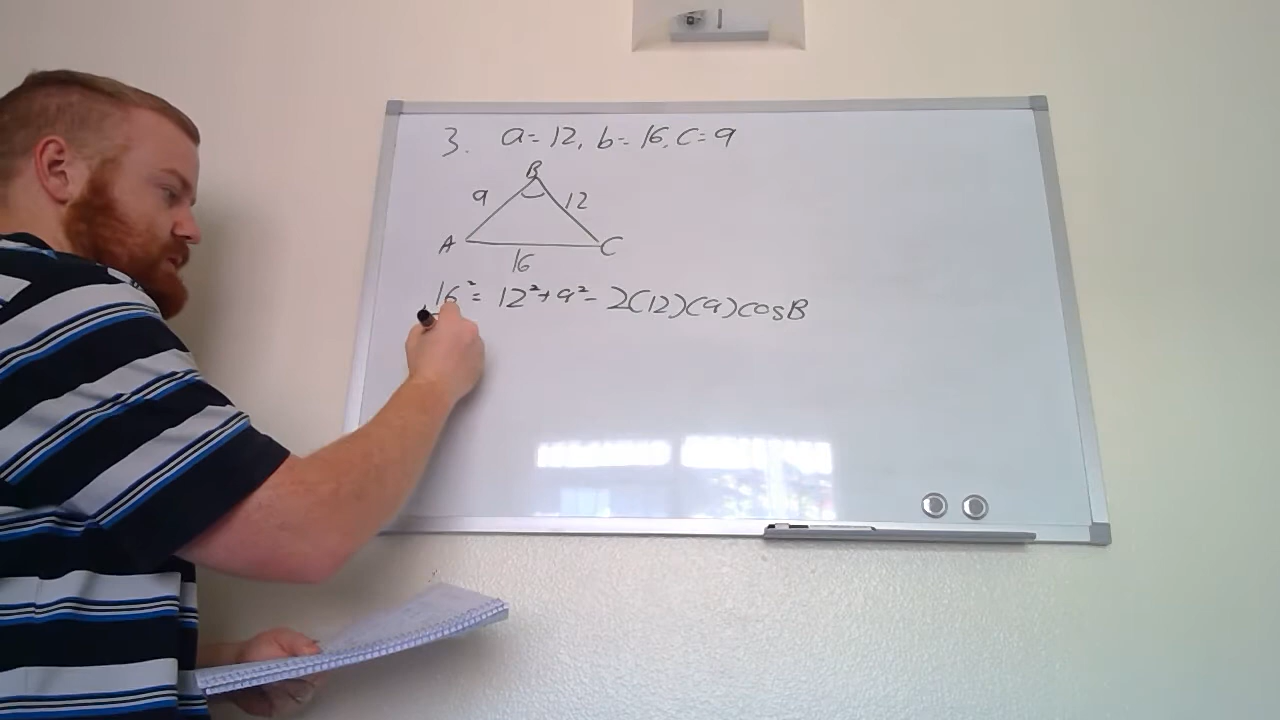 3. a=12, b=16, c=9
B
9 12
A C
16
16² = 12²+9²- 2(12)(9)cosB